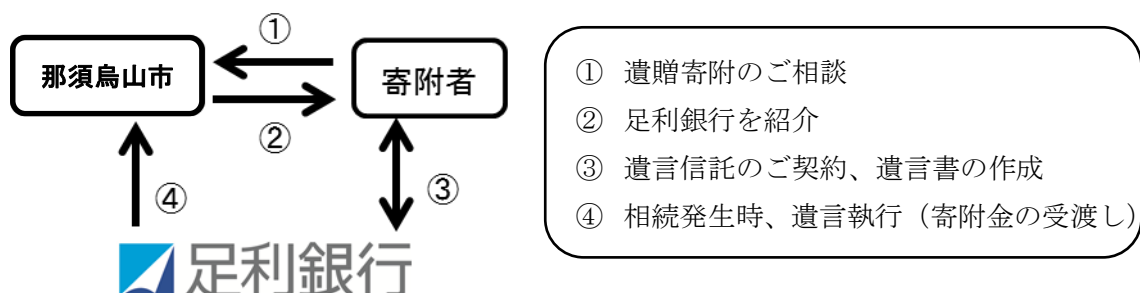 ①
那須烏山市
寄附者
②
④
③
足利銀行
① 遺贈寄附のご相談
② 足利銀行を紹介
③ 遺言信託のご契約、遺言書の作成
④ 相続発生時、遺言執行（寄附金の受渡し）